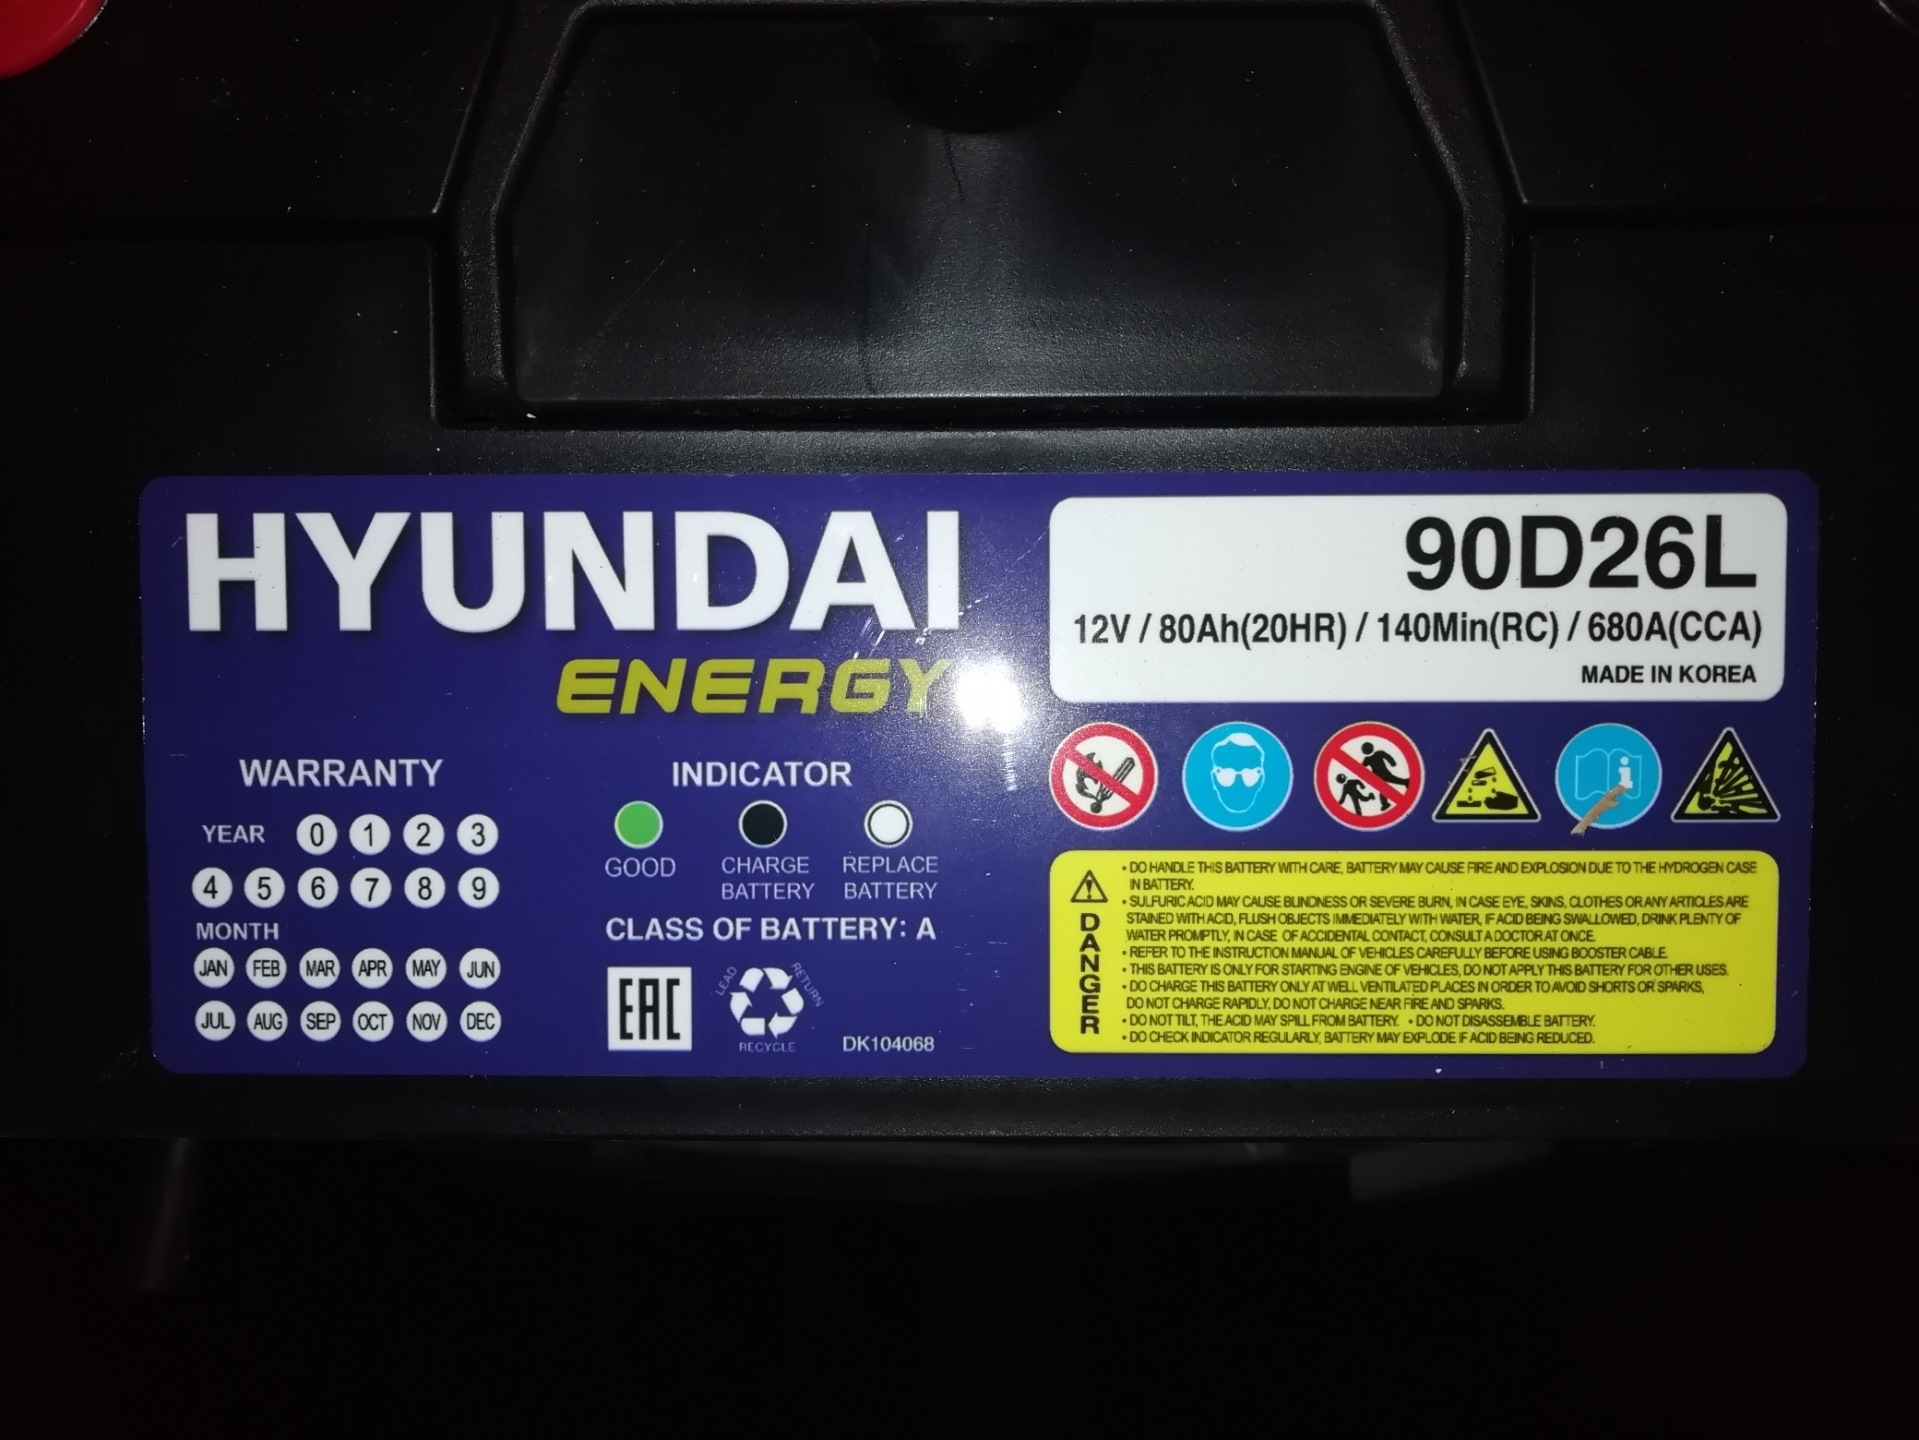 HYUNDAI
ENERGY
90D26L
12V / 80Ah(20HR) / 140Min(RC) / 680A(CCA)
MADE IN KOREA
WARRANTY
YEAR 0 1 2 3
4 5 6 7 8 9
MONTH
JAN FEB MAR APR MAY JUN
JUL AUG SEP OCT NOV DEC
INDICATOR
GOOD
CHARGE
BATTERY
REPLACE
BATTERY
CLASS OF BATTERY: A
EAC
LEAD
RETURN
RECYCLE
DK104068
DANGER
• DO HANDLE THIS BATTERY WITH CARE, BATTERY MAY CAUSE FIRE AND EXPLOSION DUE TO THE HYDROGEN CASE
IN BATTERY.
• SULFURIC ACID MAY CAUSE BLINDNESS OR SEVERE BURN, IN CASE EYE, SKINS, CLOTHES OR ANY ARTICLES ARE
STAINED WITH ACID, FLUSH OBJECTS IMMEDIATELY WITH WATER, IF ACID BEING SWALLOWED, DRINK PLENTY OF
WATER PROMPTLY, IN CASE OF ACCIDENTAL CONTACT, CONSULT A DOCTOR AT ONCE.
• REFER TO THE INSTRUCTION MANUAL OF VEHICLES CAREFULLY BEFORE USING BOOSTER CABLE.
• THIS BATTERY IS ONLY FOR STARTING ENGINE OF VEHICLES, DO NOT APPLY THIS BATTERY FOR OTHER USES.
• DO CHARGE THIS BATTERY ONLY AT WELL VENTILATED PLACES IN ORDER TO AVOID SHORTS OR SPARKS,
DO NOT CHARGE RAPIDLY, DO NOT CHARGE NEAR FIRE AND SPARKS.
• DO NOT TILT, THE ACID MAY SPILL FROM BATTERY. • DO NOT DISASSEMBLE BATTERY.
• DO CHECK INDICATOR REGULARLY, BATTERY MAY EXPLODE IF ACID BEING REDUCED.